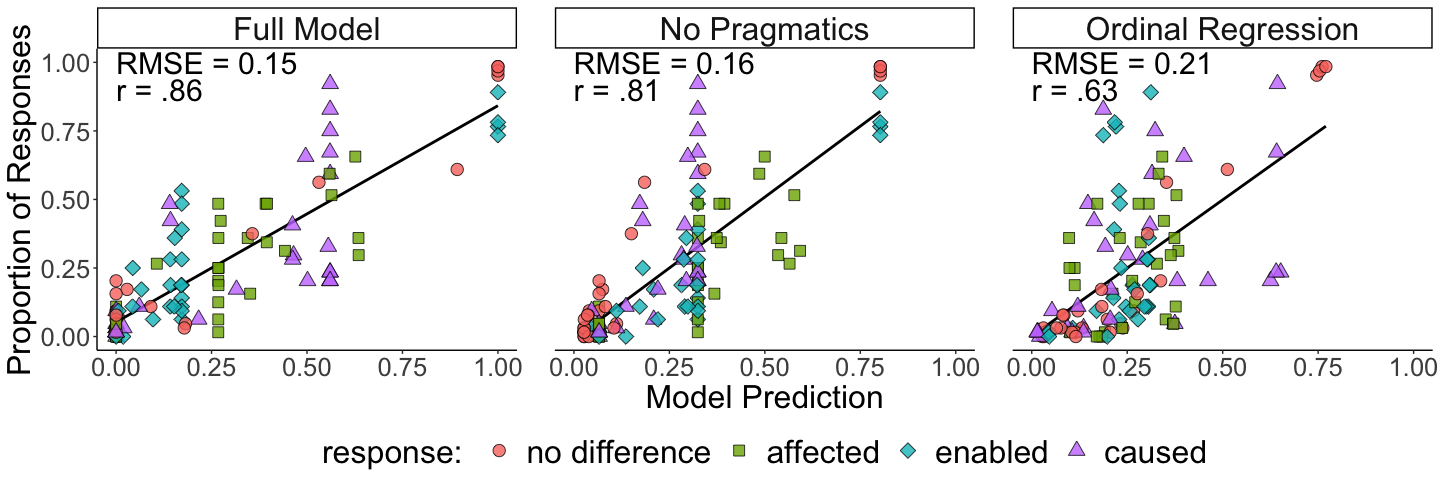 Full Model
No Pragmatics
Ordinal Regression
Proportion of Responses
1.00
0.75
0.50
0.25
0.00
RMSE = 0.15
r = .86
RMSE = 0.16
r = .81
RMSE = 0.21
r = .63
0.00 0.25 0.50 0.75 1.00
0.00 0.25 0.50 0.75 1.00
0.00 0.25 0.50 0.75 1.00
Model Prediction
response: no difference affected enabled caused